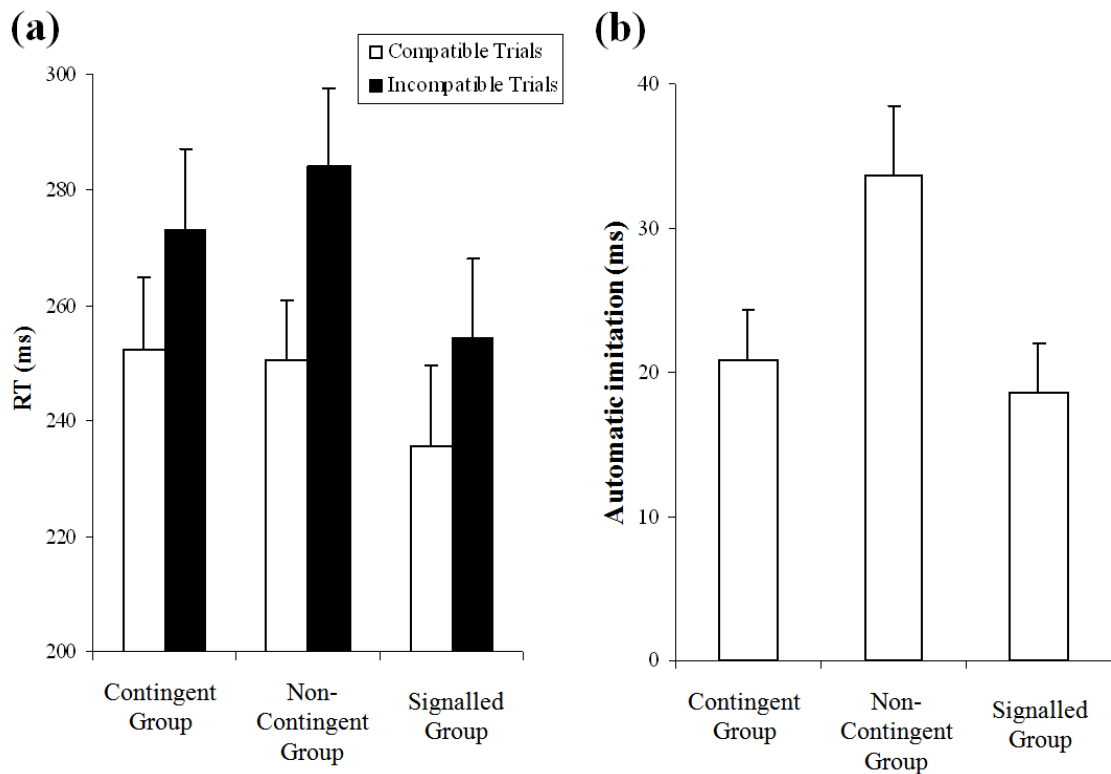 (a)
Compatible Trials
Incompatible Trials
300
280
260
240
220
200
RT (ms)
Contingent
Group
Non-
Contingent
Group
Signalled
Group
(b)
40
30
20
10
0
Automatic imitation (ms)
Contingent
Group
Non-
Contingent
Group
Signalled
Group